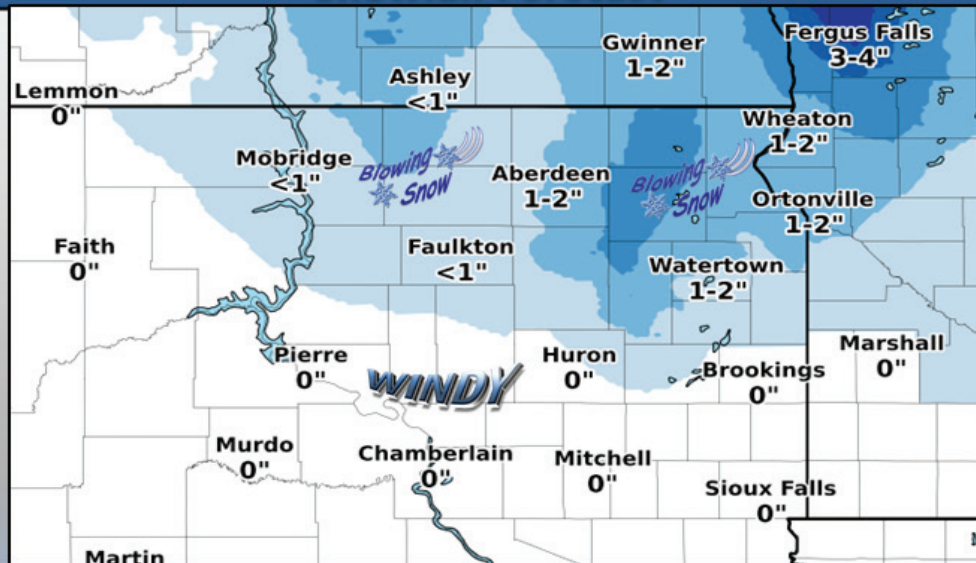 Gwinner
1-2"
Fergus Falls
3-4"
Ashley
<1"
Lemmon
0"
Wheaton
1-2"
Mobridge
<1"
Blowing
Snow
Aberdeen
1-2"
Blowing
Snow
Ortonville
1-2"
Faith
0"
Faulkton
<1"
Watertown
1-2"
Pierre
0"
WINDY
Huron
0"
Brookings
0"
Marshall
0"
Murdo
0"
Chamberlain
0"
Mitchell
0"
Sioux Falls
0"
Martin